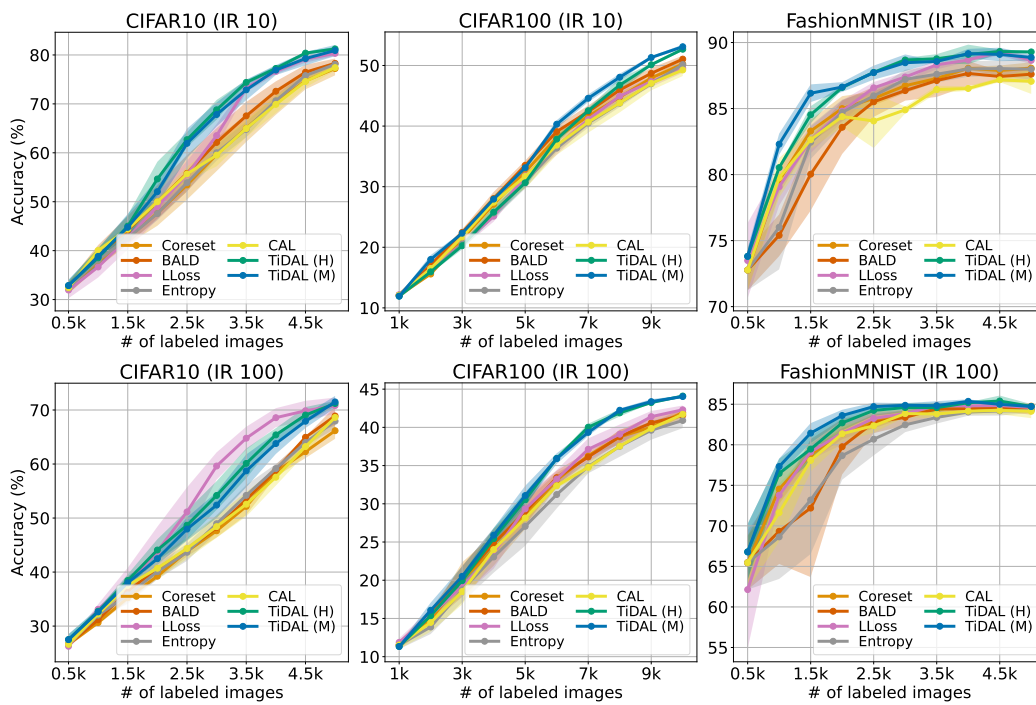 CIFAR10 (IR 10)
Accuracy (%)
80
70
60
50
40
30
0.5k 1.5k 2.5k 3.5k 4.5k
# of labeled images
Coreset
BALD
LLoss
Entropy
CAL
TiDAL (H)
TiDAL (M)
CIFAR100 (IR 10)
50
40
30
20
10
1k 3k 5k 7k 9k
# of labeled images
Coreset
BALD
LLoss
Entropy
CAL
TiDAL (H)
TiDAL (M)
FashionMNIST (IR 10)
90
85
80
75
70
0.5k 1.5k 2.5k 3.5k 4.5k
# of labeled images
Coreset
BALD
LLoss
Entropy
CAL
TiDAL (H)
TiDAL (M)
CIFAR10 (IR 100)
Accuracy (%)
70
60
50
40
30
0.5k 1.5k 2.5k 3.5k 4.5k
# of labeled images
Coreset
BALD
LLoss
Entropy
CAL
TiDAL (H)
TiDAL (M)
CIFAR100 (IR 100)
45
40
35
30
25
20
15
10
1k 3k 5k 7k 9k
# of labeled images
Coreset
BALD
LLoss
Entropy
CAL
TiDAL (H)
TiDAL (M)
FashionMNIST (IR 100)
85
80
75
70
65
60
55
0.5k 1.5k 2.5k 3.5k 4.5k
# of labeled images
Coreset
BALD
LLoss
Entropy
CAL
TiDAL (H)
TiDAL (M)